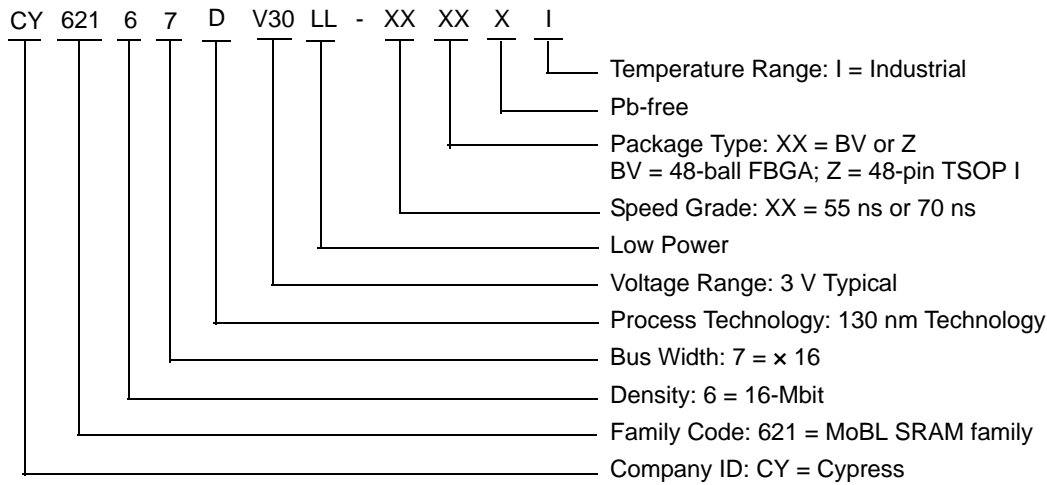 CY 621 6 7 D V30 LL - XX XX X I
Temperature Range: I = Industrial
Pb-free
Package Type: XX = BV or Z
BV = 48-ball FBGA; Z = 48-pin TSOP I
Speed Grade: XX = 55 ns or 70 ns
Low Power
Voltage Range: 3 V Typical
Process Technology: 130 nm Technology
Bus Width: 7 = × 16
Density: 6 = 16-Mbit
Family Code: 621 = MoBL SRAM family
Company ID: CY = Cypress